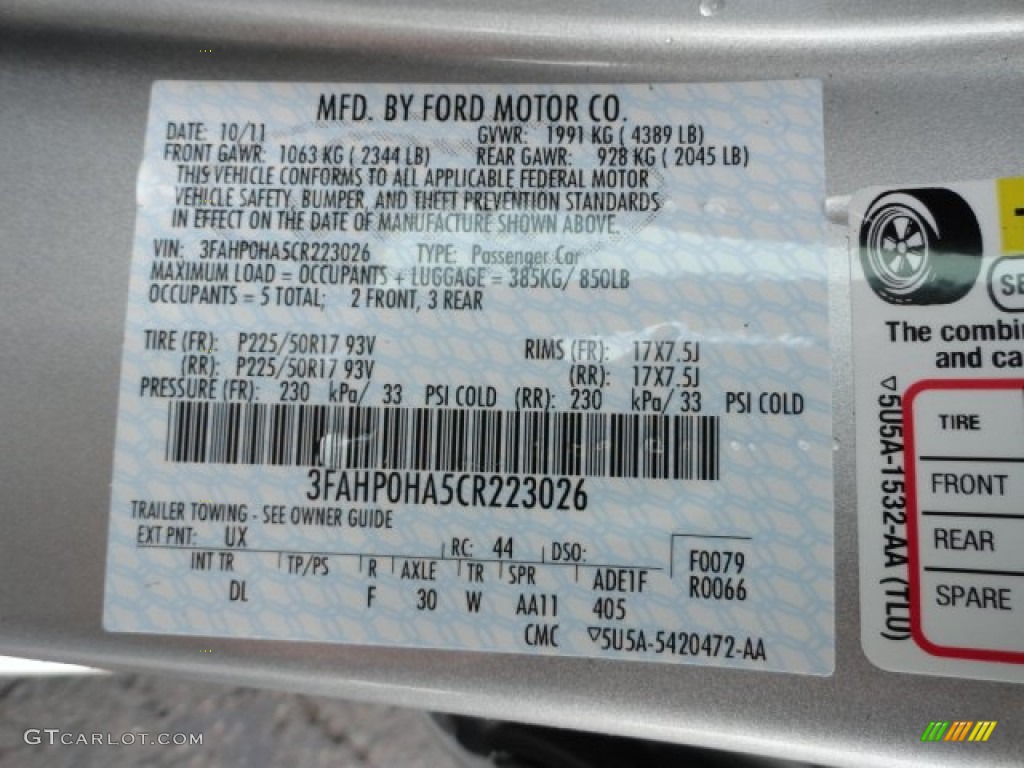 MFD. BY FORD MOTOR CO.
DATE: 10/11 GVWR: 1991 KG ( 4389 LB)
FRONT GAWR: 1063 KG ( 2344 LB) REAR GAWR: 928 KG ( 2045 LB)
THIS VEHICLE CONFORMS TO ALL APPLICABLE FEDERAL MOTOR
VEHICLE SAFETY, BUMPER, AND THEFT PREVENTION STANDARDS
IN EFFECT ON THE DATE OF MANUFACTURE SHOWN ABOVE.
VIN: 3FAHP0HA5CR223026 TYPE: Passenger Car
MAXIMUM LOAD = OCCUPANTS + LUGGAGE = 385KG/ 850LB
OCCUPANTS = 5 TOTAL; 2 FRONT, 3 REAR
TIRE (FR): P225/50R17 93V RIMS (FR): 17X7.5J
(RR): P225/50R17 93V (RR): 17X7.5J
PRESSURE (FR): 230 kPa/ 33 PSI COLD (RR): 230 kPa/ 33 PSI COLD
3FAHP0HA5CR223026
TRAILER TOWING - SEE OWNER GUIDE
EXT PNT: UX RC: 44 DSO: F0079
INT TR TP/PS R AXLE TR SPR ADE1F R0066
DL F 30 W AA11 405
CMC ▽5U5A-5420472-AA
SE
The combin
and ca
▽5U5A-1532-AA (TLU)
TIRE
FRONT
REAR
SPARE
GTCARLOT.COM